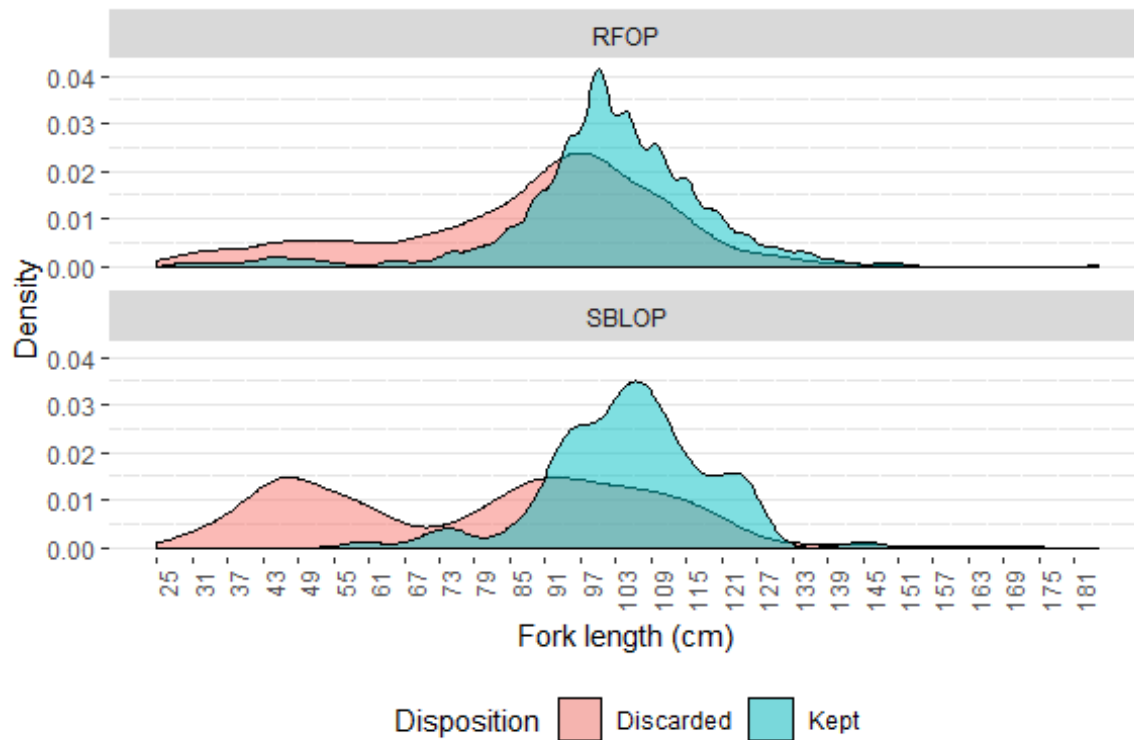 RFOP
0.04
0.03
0.02
0.01
0.00
Density
SBLOP
0.04
0.03
0.02
0.01
0.00
25 31 37 43 49 55 61 67 73 79 85 91 97 103 109 115 121 127 133 139 145 151 157 163 169 175 181
Fork length (cm)
Disposition Discarded Kept